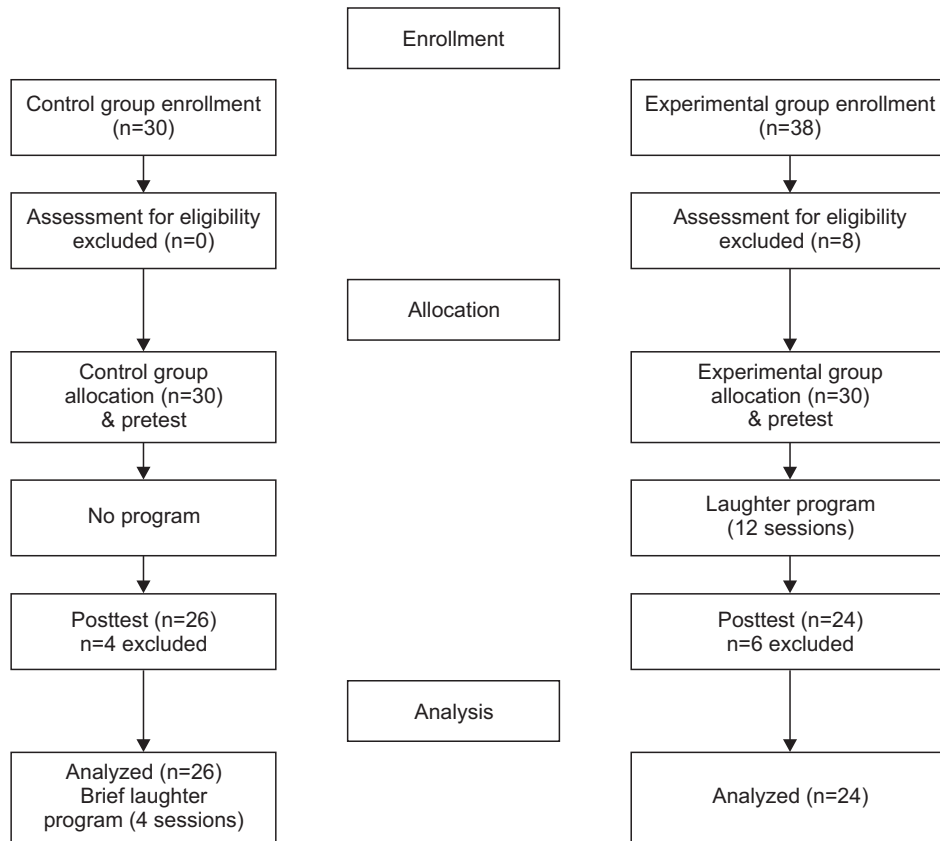 Enrollment
Control group enrollment
(n=30)
Experimental group enrollment
(n=38)
Assessment for eligibility
excluded (n=0)
Assessment for eligibility
excluded (n=8)
Allocation
Control group
allocation (n=30)
& pretest
Experimental group
allocation (n=30)
& pretest
No program
Laughter program
(12 sessions)
Posttest (n=26)
n=4 excluded
Posttest (n=24)
n=6 excluded
Analysis
Analyzed (n=26)
Brief laughter
program (4 sessions)
Analyzed (n=24)